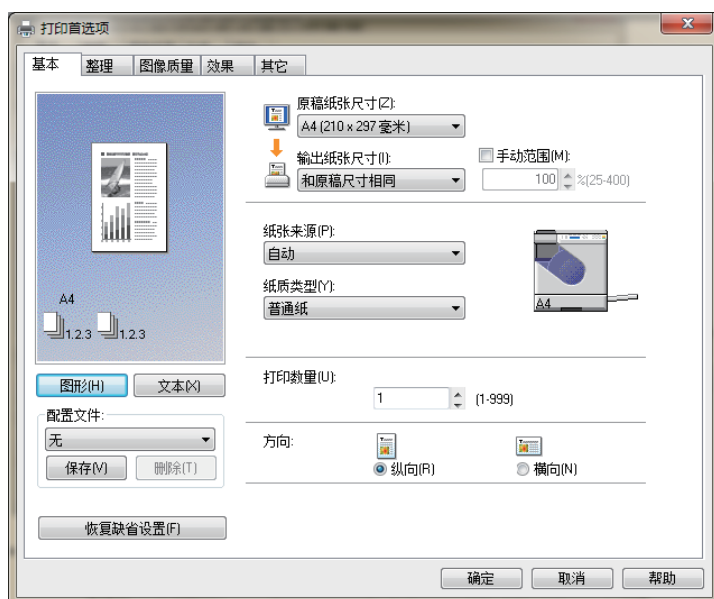 打印首选项
基本 整理 图像质量 效果 其它
原稿纸张尺寸(Z):
A4 (210 x 297 毫米)
输出纸张尺寸(I):
和原稿尺寸相同
手动范围(M):
100 %(25-400)
纸张来源(P):
自动
纸质类型(Y):
普通纸
A4
A4
1.2.3 1.2.3
图形(H) 文本(X)
打印数量(U):
1 (1-999)
配置文件:
无
保存(V) 删除(T)
方向:
纵向(R) 横向(N)
恢复缺省设置(F)
确定 取消 帮助